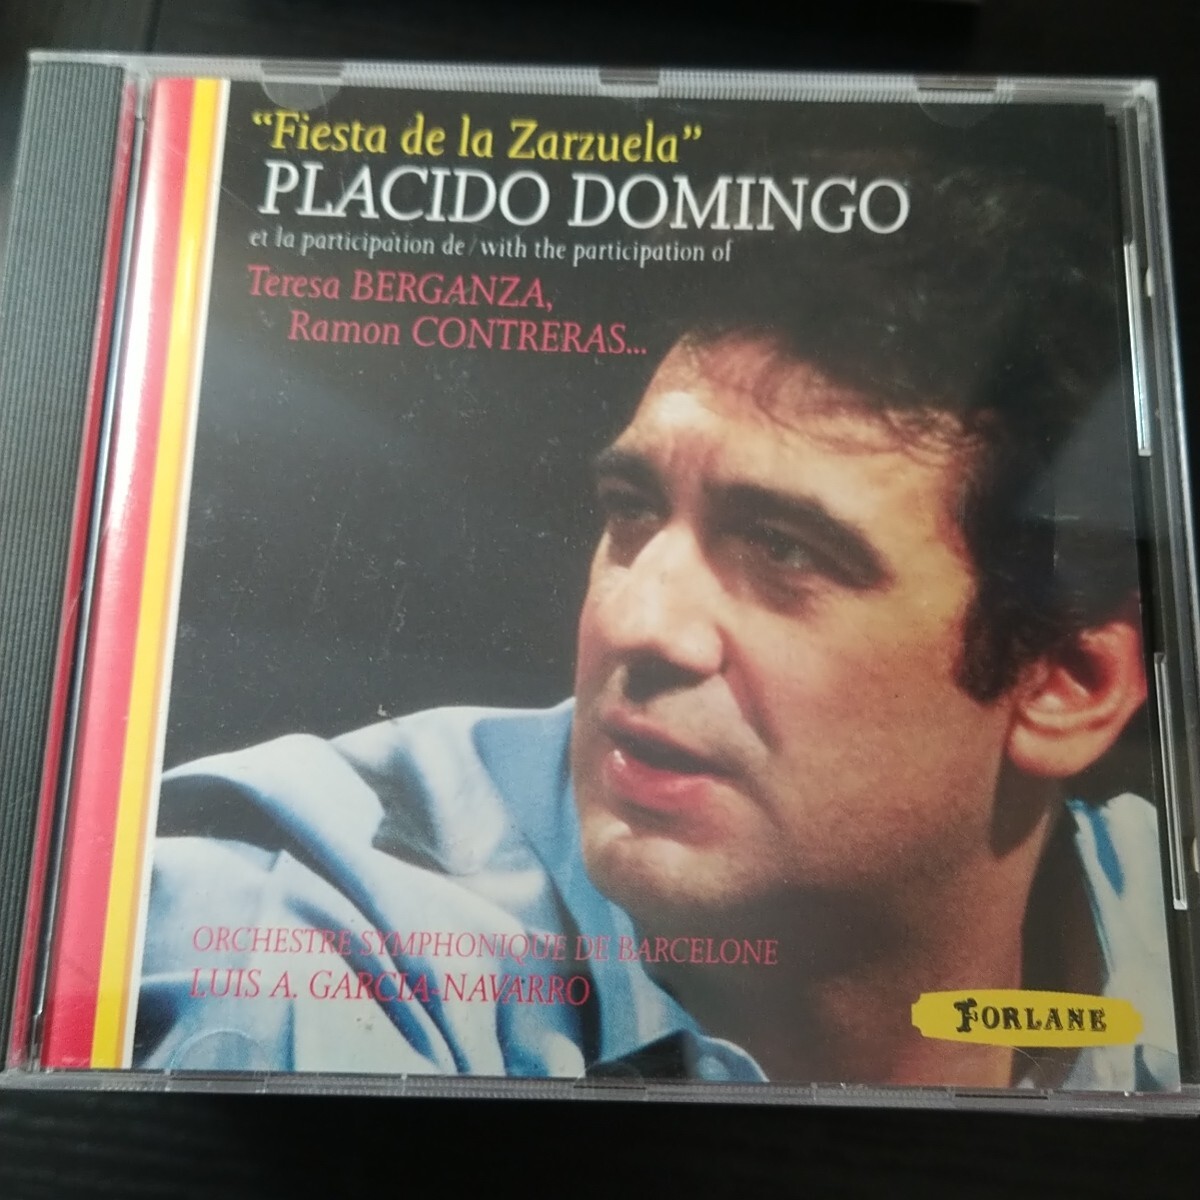 “Fiesta de la Zarzuela”
PLACIDO DOMINGO
et la participation de / with the participation of
Teresa BERGANZA,
Ramon CONTRERAS...
ORCHESTRE SYMPHONIQUE DE BARCELONE
LUIS A. GARCIA-NAVARRO
FORLANE